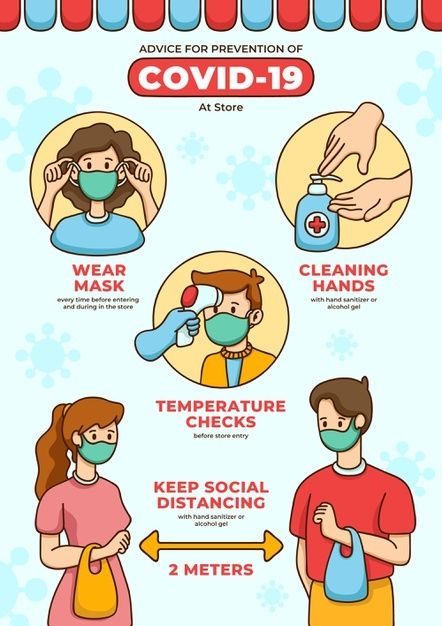 ADVICE FOR PREVENTION OF
COVID-19
At Store
WEAR
MASK
every time before entering
and during in the store
CLEANING
HANDS
with hand sanitizer or
alcohol gel
TEMPERATURE
CHECKS
before store entry
KEEP SOCIAL
DISTANCING
with hand sanitizer or
alcohol gel
2 METERS